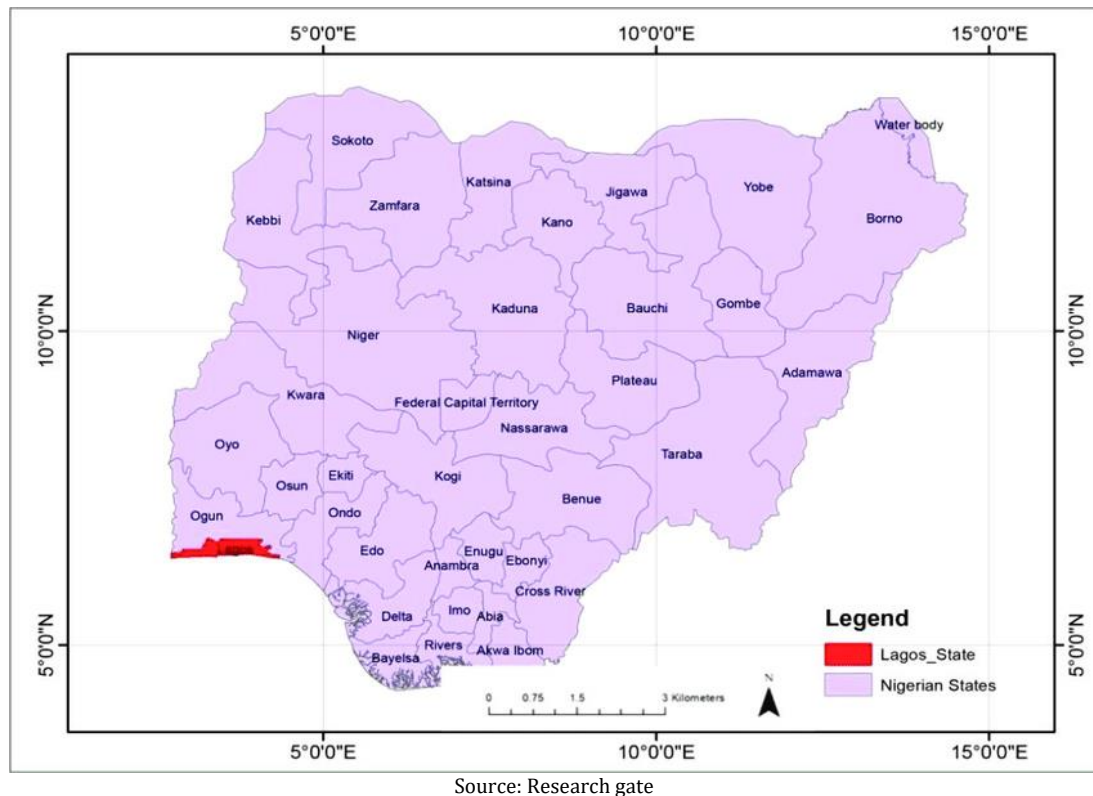 5°0'0"E 10°0'0"E 15°0'0"E
Water body
Sokoto
Katsina
Yobe
Jigawa
Zamfara
Kano
Borno
Kebbi
Gombe
Kaduna
Bauchi
10°0'0"N
10°0'0"N
Niger
Adamawa
Plateau
Kwara
Federal Capital Territory
Nassarawa
Oyo
Taraba
Kogi
Ekiti
Osun
Benue
Ogun
Ondo
Edo
Enugu
Ebonyi
Anambra
Cross River
Imo
Delta
Abia
Legend
5°0'0"N
5°0'0"N
Rivers
Akwa Ibom
Bayelsa
Lagos_State
Nigerian States
N
0 0.75 1.5 3 Kilometers
5°0'0"E 10°0'0"E 15°0'0"E
Source: Research gate